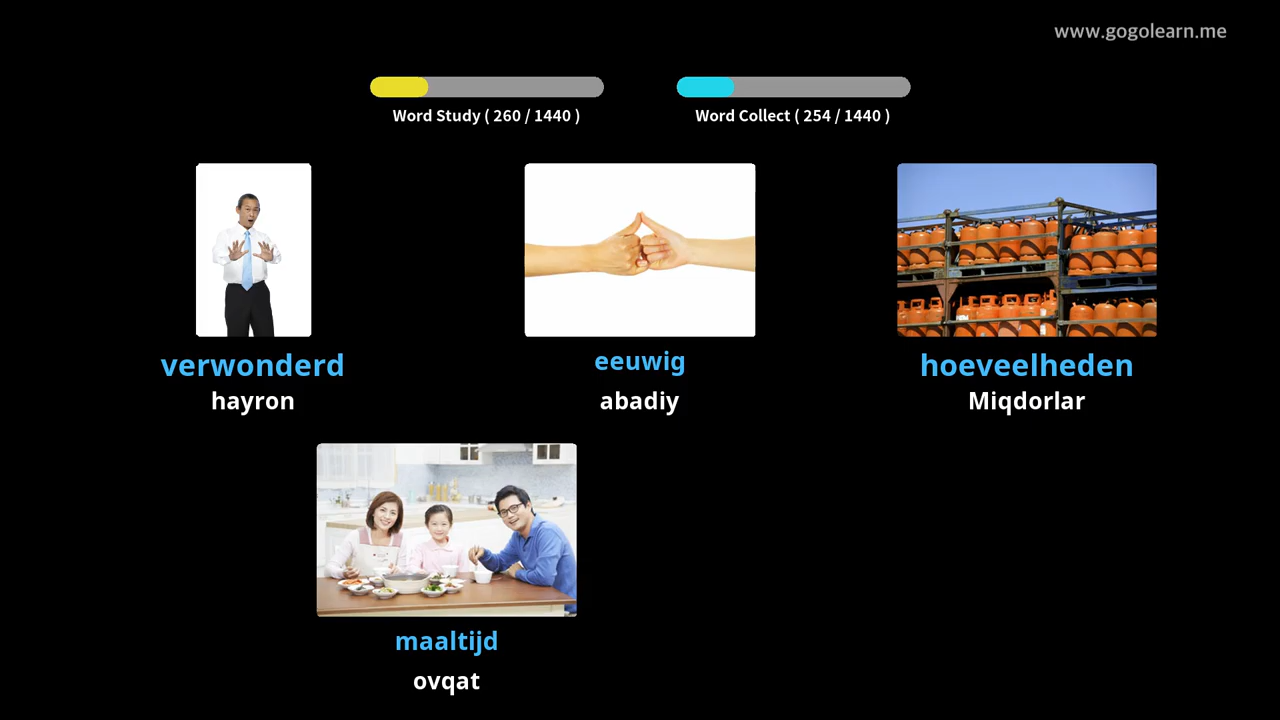 www.gogolearn.me
Word Study ( 260 / 1440 )
Word Collect ( 254 / 1440 )
verwonderd
hayron
eeuwig
abadiy
hoeveelheden
Miqdorlar
maaltijd
ovqat